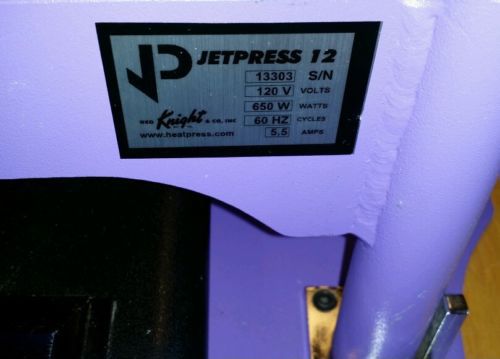 JP JETPRESS 12
13303 S/N
120 V VOLTS
650 W WATTS
GEO Knight & CO, INC 60 HZ CYCLES
www.heatpress.com 5.5 AMPS